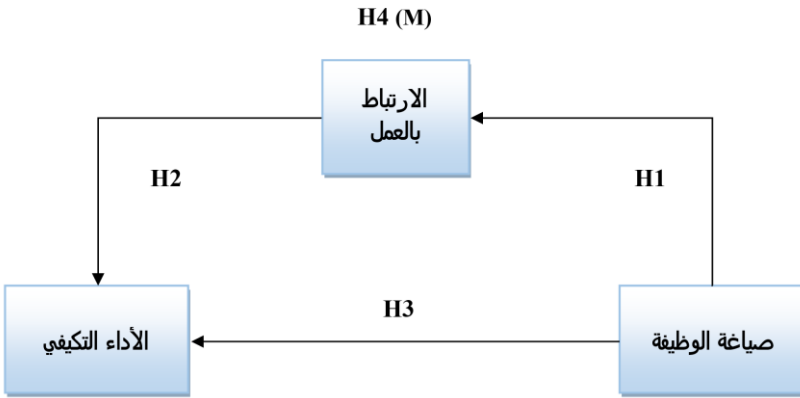 H4 (M)
الارتباط
بالعمل
H2
H1
H3
الأداء التكيفي
صياغة الوظيفة